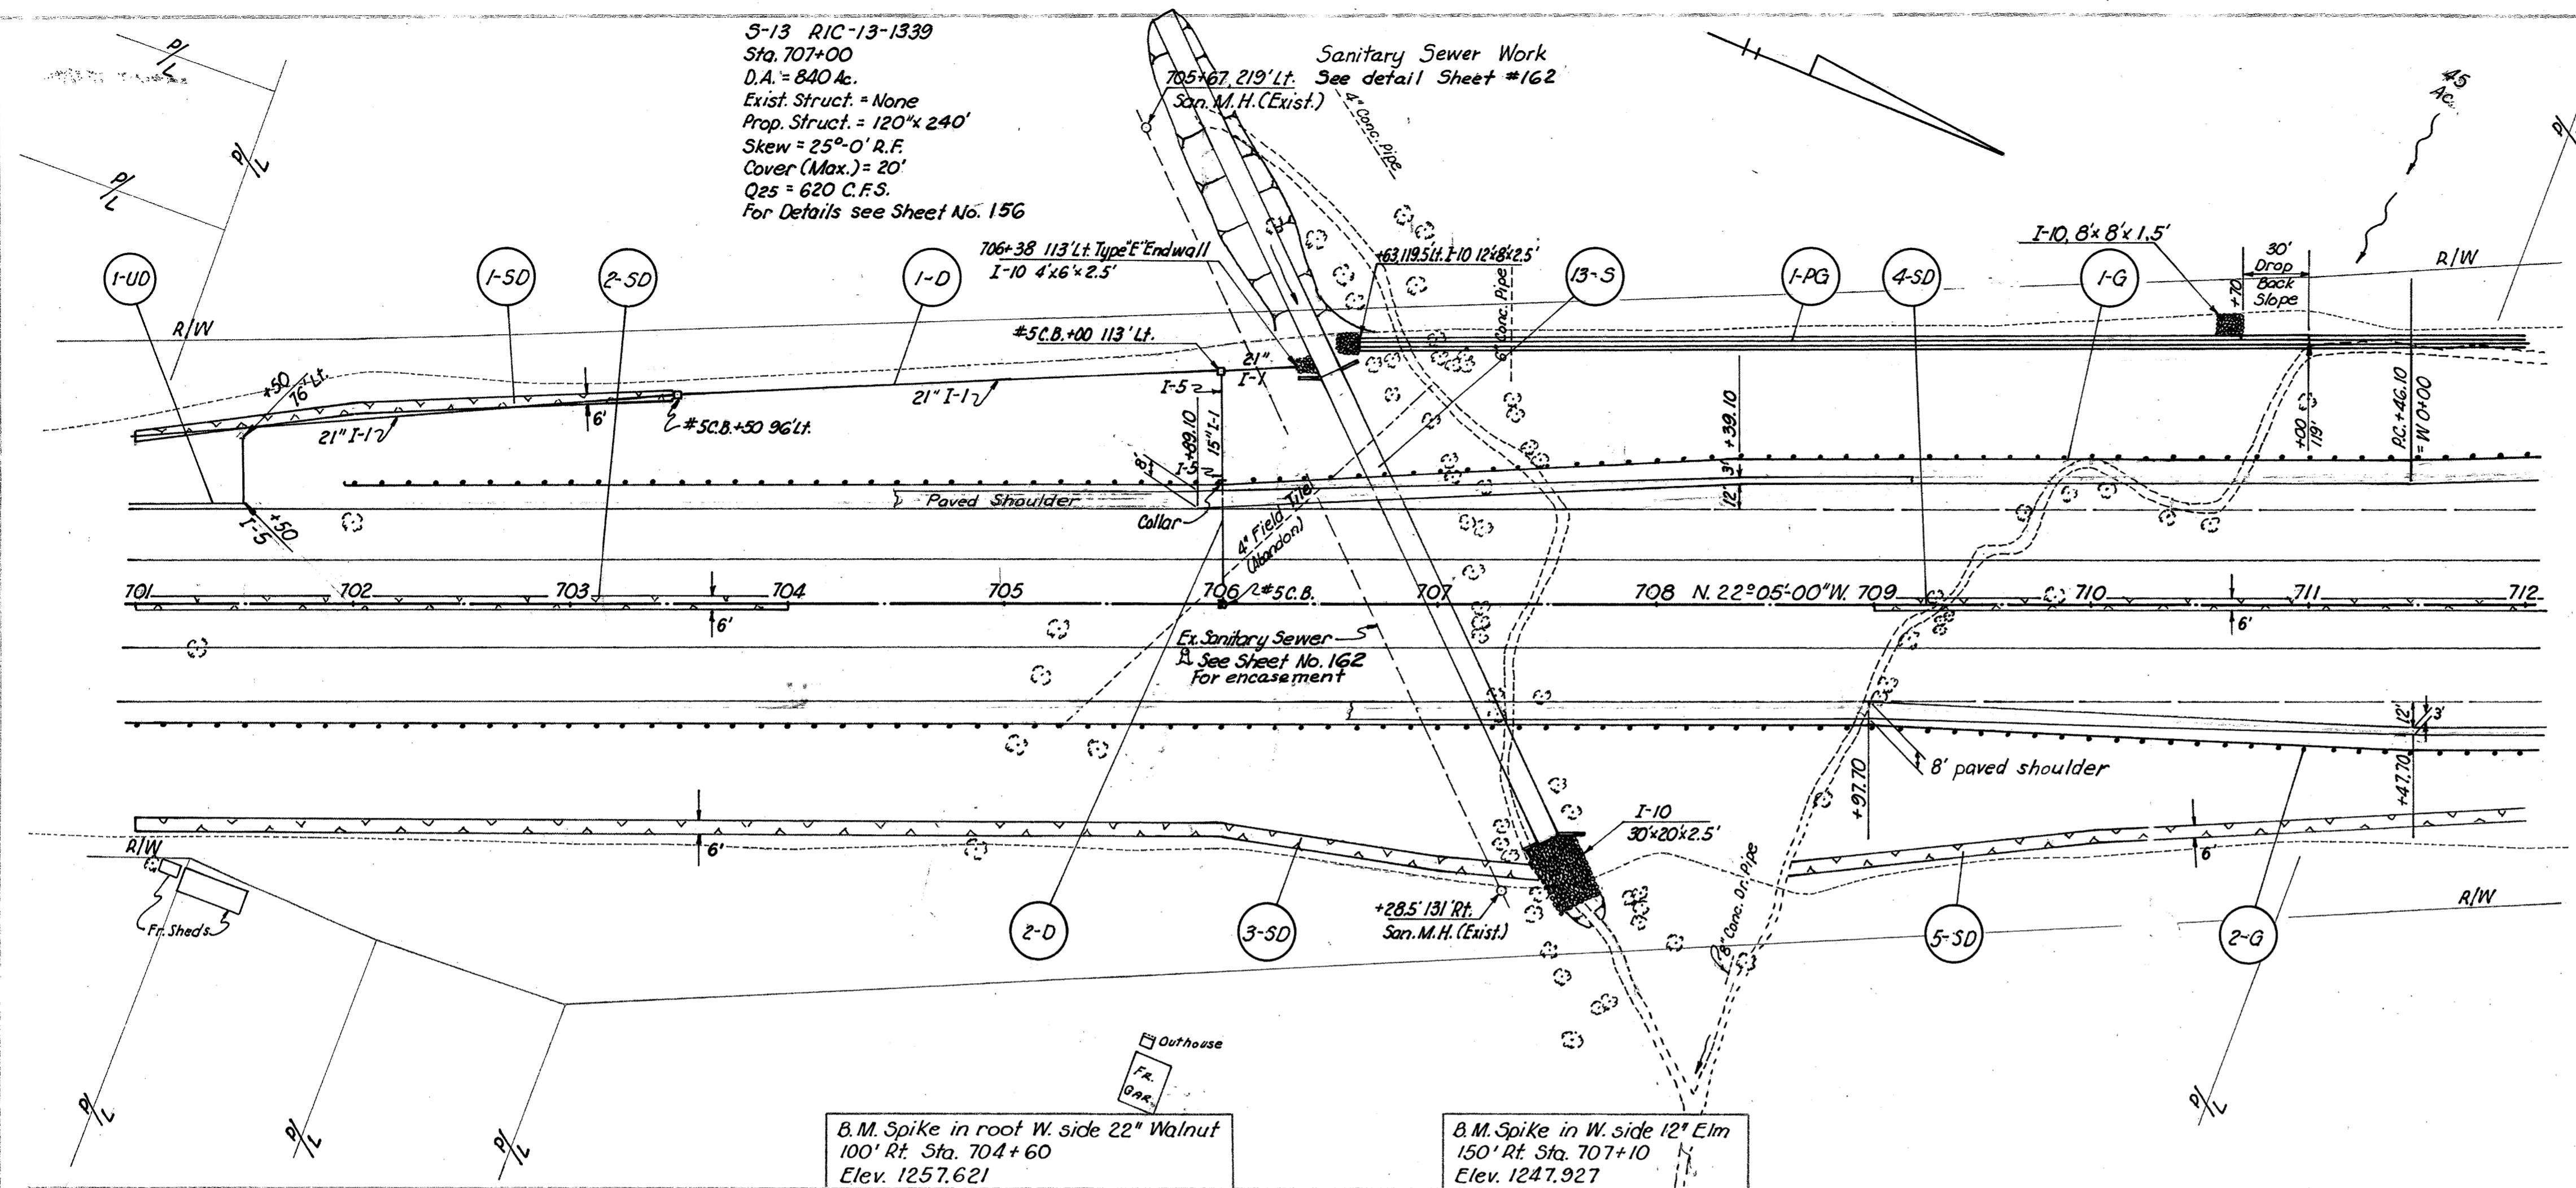 S-13 RIC-13-1339
Sta. 707+00
D.A. = 840 Ac.
Exist. Struct. = None
Prop. Struct. = 120"x 240'
Skew = 25°-0' R.F.
Cover (Max.) = 20'
Q25 = 620 C.F.S.
For Details see Sheet No. 156
Sanitary Sewer Work
See detail Sheet #162
705+67, 219' Lt.
San. M.H. (Exist.)
4" Conc. Pipe
45
Ac.
P/L
P/L
P/L
P/L
1-UD
1-SD
2-SD
1-D
706+38 113' Lt. Type "E" Endwall
I-10 4'x6'x2.5'
+63, 119.5' Lt. I-10 12'x8'x2.5'
13-S
1-PG
4-SD
1-G
I-10, 8'x 8'x 1.5'
30'
Drop
Back
Slope
+70
R/W
R/W
6" Conc. Pipe
#5 C.B. +00 113' Lt.
21"
I-1
I-5
15" I-1
+89.10
I-5
8'
+50
76' Lt.
21" I-1
6'
#5 C.B. +50 96' Lt.
21" I-1
+39.10
3'
12'
+00
119'
P.C. +46.10
= W 0+00
Paved Shoulder
Collar
4" Field Tile
(Abandon)
+50
I-5
701
702
703
704
705
706
#5 C.B.
707
708
N. 22°05'-00" W.
709
710
711
712
6'
6'
Ex. Sanitary Sewer
See Sheet No. 162
For encasement
12'
3'
8' paved shoulder
+97.70
+47.70
I-10
30'x20'x2.5'
6'
6'
R/W
Fr. Sheds
8" Conc. Dr. Pipe
+28.5' 131' Rt.
San. M.H. (Exist.)
2-D
3-SD
5-SD
2-G
R/W
Outhouse
FR.
GAR.
P/L
P/L
P/L
P/L
B.M. Spike in root W. side 22" Walnut
100' Rt. Sta. 704+60
Elev. 1257.621
B.M. Spike in W. side 12" Elm
150' Rt. Sta. 707+10
Elev. 1247.927